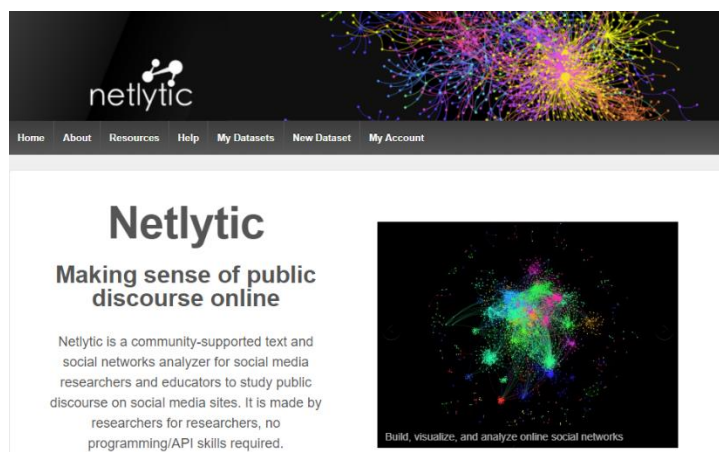 netlytic
Home About Resources Help My Datasets New Dataset My Account
Netlytic
Making sense of public
discourse online
Netlytic is a community-supported text and
social networks analyzer for social media
researchers and educators to study public
discourse on social media sites. It is made by
researchers for researchers, no
programming/API skills required.
Build, visualize, and analyze online social networks